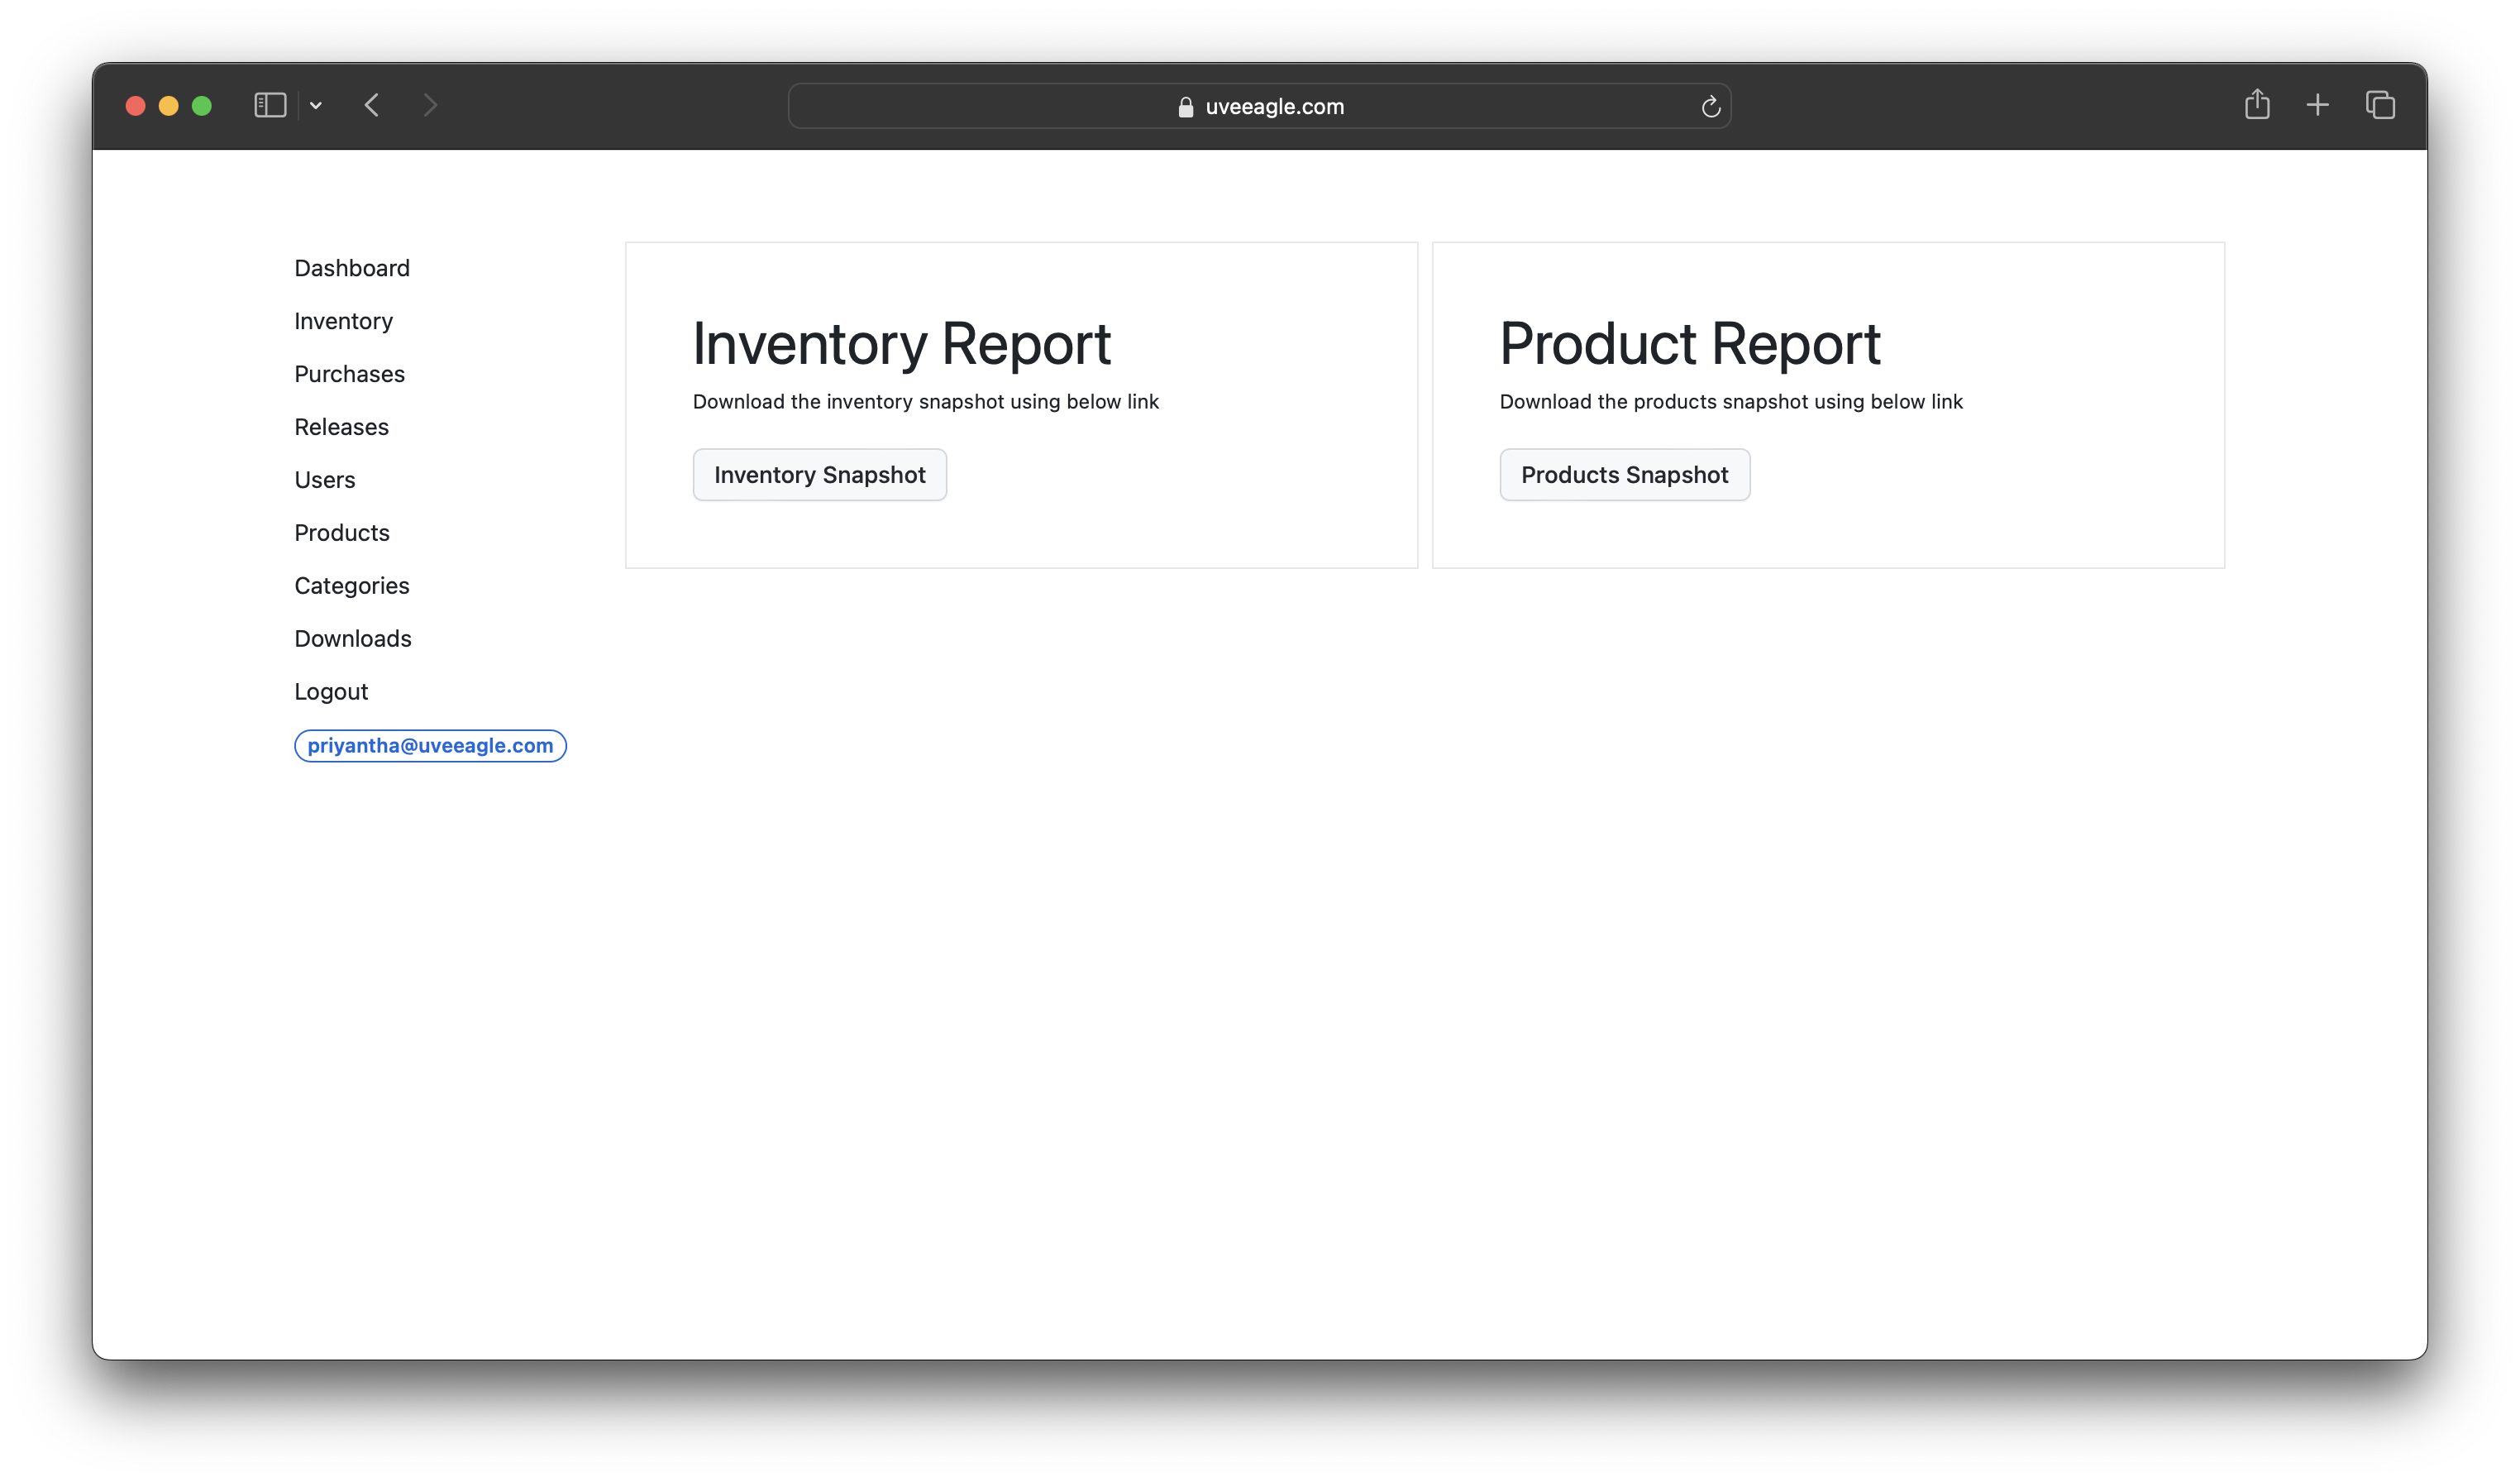 uveeagle.com
Dashboard
Inventory
Purchases
Releases
Users
Products
Categories
Downloads
Logout
priyantha@uveeagle.com
Inventory Report
Download the inventory snapshot using below link
Inventory Snapshot
Product Report
Download the products snapshot using below link
Products Snapshot